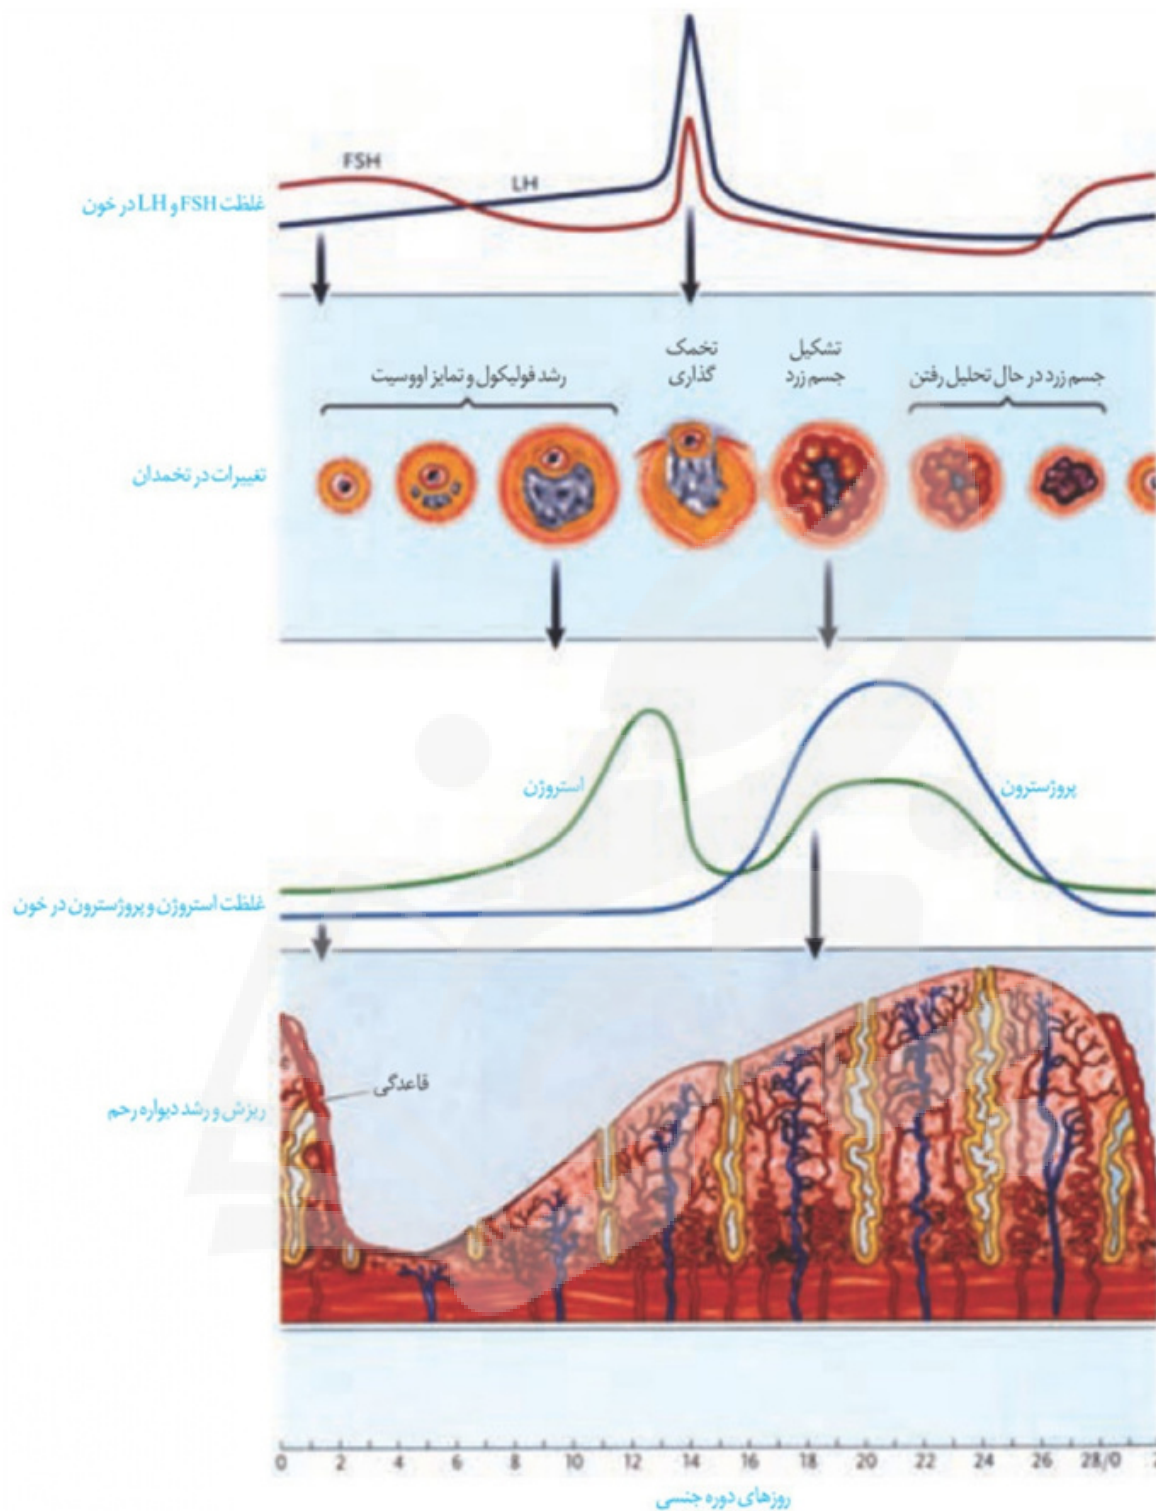 FSH
LH
غلظت FSH و LH در خون
رشد فولیکول و تمایز اووسیت
تخمک
گذاری
تشکیل
جسم زرد
جسم زرد در حال تحلیل رفتن
تغییرات در تخمدان
استروژن
پروژسترون
غلظت استروژن و پروژسترون در خون
قاعدگی
ریزش و رشد دیواره رحم
0 2 4 6 8 10 12 14 16 18 20 22 24 26 28/0
روزهای دوره جنسی